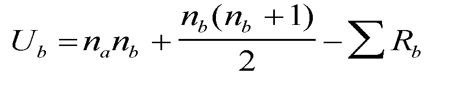 U_b = n_a n_b + \frac{n_b(n_b + 1)}{2} - \sum R_b